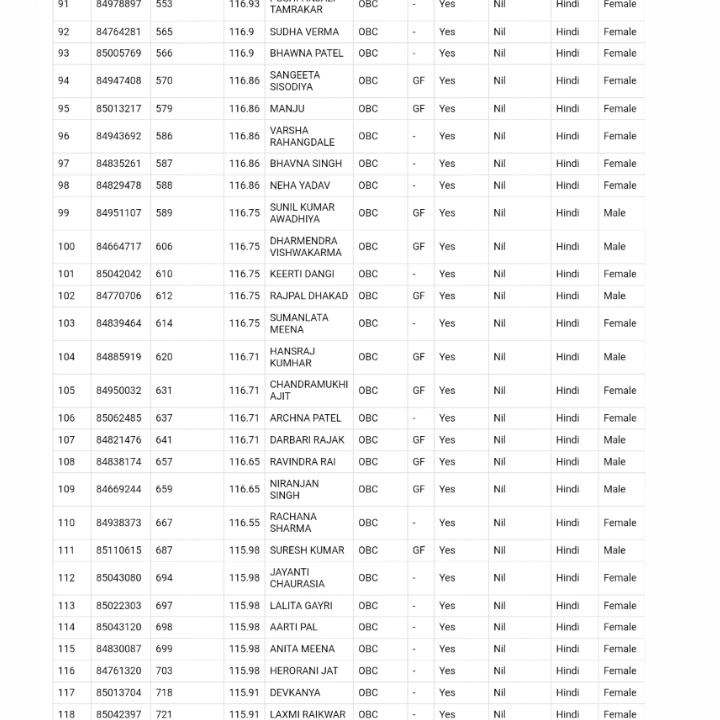 91 84978897 553 116.93 TAMRAKAR OBC - Yes Nil Hindi Female
92 84764281 565 116.9 SUDHA VERMA OBC - Yes Nil Hindi Female
93 85005769 566 116.9 BHAWNA PATEL OBC - Yes Nil Hindi Female
94 84947408 570 116.86 SANGEETA SISODIYA OBC GF Yes Nil Hindi Female
95 85013217 579 116.86 MANJU OBC GF Yes Nil Hindi Female
96 84943692 586 116.86 VARSHA RAHANGDALE OBC - Yes Nil Hindi Female
97 84835261 587 116.86 BHAVNA SINGH OBC - Yes Nil Hindi Female
98 84829478 588 116.86 NEHA YADAV OBC - Yes Nil Hindi Female
99 84951107 589 116.75 SUNIL KUMAR AWADHIYA OBC GF Yes Nil Hindi Male
100 84664717 606 116.75 DHARMENDRA VISHWAKARMA OBC GF Yes Nil Hindi Male
101 85042042 610 116.75 KEERTI DANGI OBC - Yes Nil Hindi Female
102 84770706 612 116.75 RAJPAL DHAKAD OBC GF Yes Nil Hindi Male
103 84839464 614 116.75 SUMANLATA MEENA OBC - Yes Nil Hindi Female
104 84885919 620 116.71 HANSRAJ KUMHAR OBC GF Yes Nil Hindi Male
105 84950032 631 116.71 CHANDRAMUKHI AJIT OBC GF Yes Nil Hindi Female
106 85062485 637 116.71 ARCHNA PATEL OBC - Yes Nil Hindi Female
107 84821476 641 116.71 DARBARI RAJAK OBC GF Yes Nil Hindi Male
108 84838174 657 116.65 RAVINDRA RAI OBC GF Yes Nil Hindi Male
109 84669244 659 116.65 NIRANJAN SINGH OBC GF Yes Nil Hindi Male
110 84938373 667 116.55 RACHANA SHARMA OBC - Yes Nil Hindi Female
111 85110615 687 115.98 SURESH KUMAR OBC GF Yes Nil Hindi Male
112 85043080 694 115.98 JAYANTI CHAURASIA OBC - Yes Nil Hindi Female
113 85022303 697 115.98 LALITA GAYRI OBC - Yes Nil Hindi Female
114 85043120 698 115.98 AARTI PAL OBC - Yes Nil Hindi Female
115 84830087 699 115.98 ANITA MEENA OBC - Yes Nil Hindi Female
116 84761320 703 115.98 HERORANI JAT OBC - Yes Nil Hindi Female
117 85013704 718 115.91 DEVKANYA OBC - Yes Nil Hindi Female
118 85042397 721 115.91 LAXMI RAIKWAR OBC - Yes Nil Hindi Female